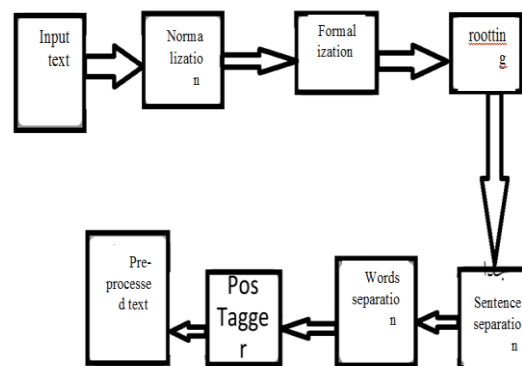 Input
text
Norma
lizatio
n
Formal
ization
roottin
g
Sentence
separatio
n
Words
separatio
n
Pos
Tagge
r
Pre-
processe
d text